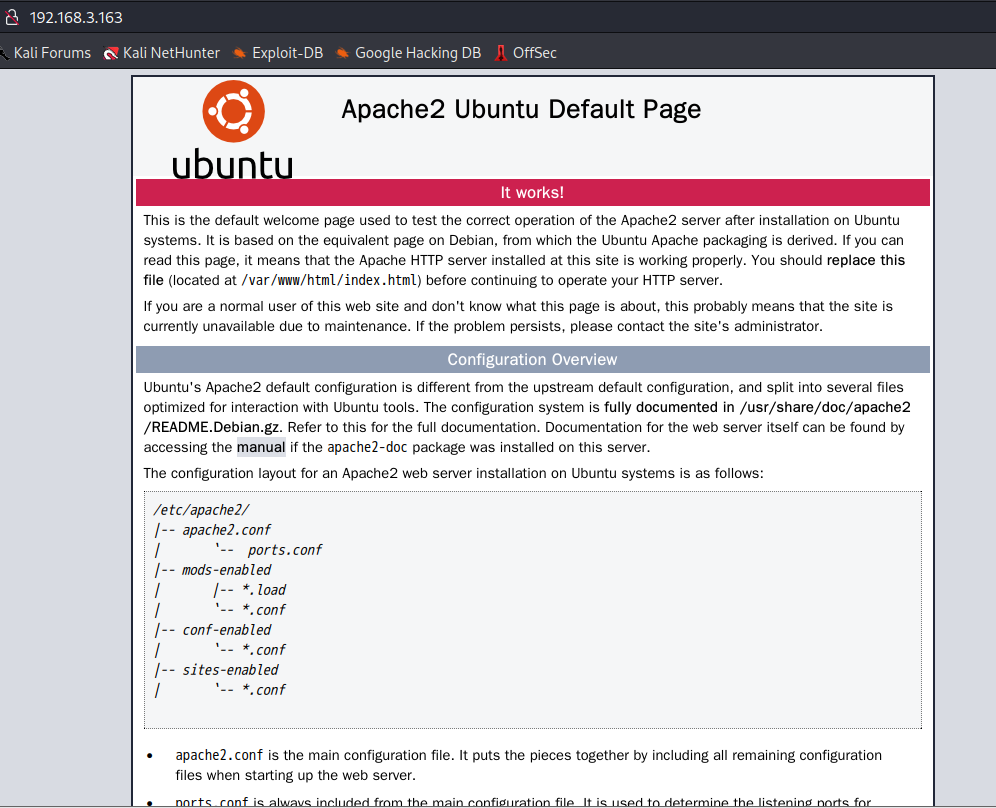 192.168.3.163
Kali Forums Kali NetHunter Exploit-DB Google Hacking DB OffSec
Apache2 Ubuntu Default Page
ubuntu
It works!
This is the default welcome page used to test the correct operation of the Apache2 server after installation on Ubuntu
systems. It is based on the equivalent page on Debian, from which the Ubuntu Apache packaging is derived. If you can
read this page, it means that the Apache HTTP server installed at this site is working properly. You should replace this
file (located at /var/www/html/index.html) before continuing to operate your HTTP server.
If you are a normal user of this web site and don't know what this page is about, this probably means that the site is
currently unavailable due to maintenance. If the problem persists, please contact the site's administrator.
Configuration Overview
Ubuntu's Apache2 default configuration is different from the upstream default configuration, and split into several files
optimized for interaction with Ubuntu tools. The configuration system is fully documented in /usr/share/doc/apache2
/README.Debian.gz. Refer to this for the full documentation. Documentation for the web server itself can be found by
accessing the manual if the apache2-doc package was installed on this server.
The configuration layout for an Apache2 web server installation on Ubuntu systems is as follows:
/etc/apache2/
|-- apache2.conf
|       `--  ports.conf
|-- mods-enabled
|       |-- *.load
|       `-- *.conf
|-- conf-enabled
|       `-- *.conf
|-- sites-enabled
|       `-- *.conf
• apache2.conf is the main configuration file. It puts the pieces together by including all remaining configuration
files when starting up the web server.
• ports.conf is always included from the main configuration file. It is used to determine the listening ports for